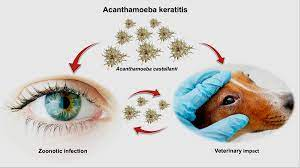 Acanthamoeba keratitis
Acanthamoeba castellanii
Zoonotic infection
Veterinary impact